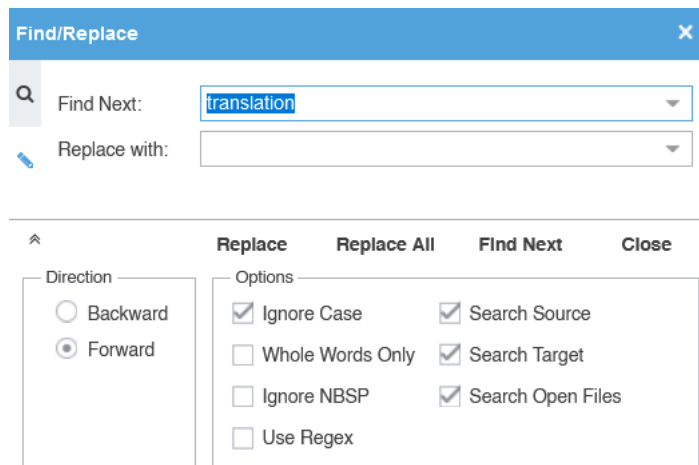 Find/Replace
Find Next: translation
Replace with:
Replace Replace All Find Next Close
Direction Options
Backward Ignore Case Search Source
Forward Whole Words Only Search Target
Ignore NBSP Search Open Files
Use Regex